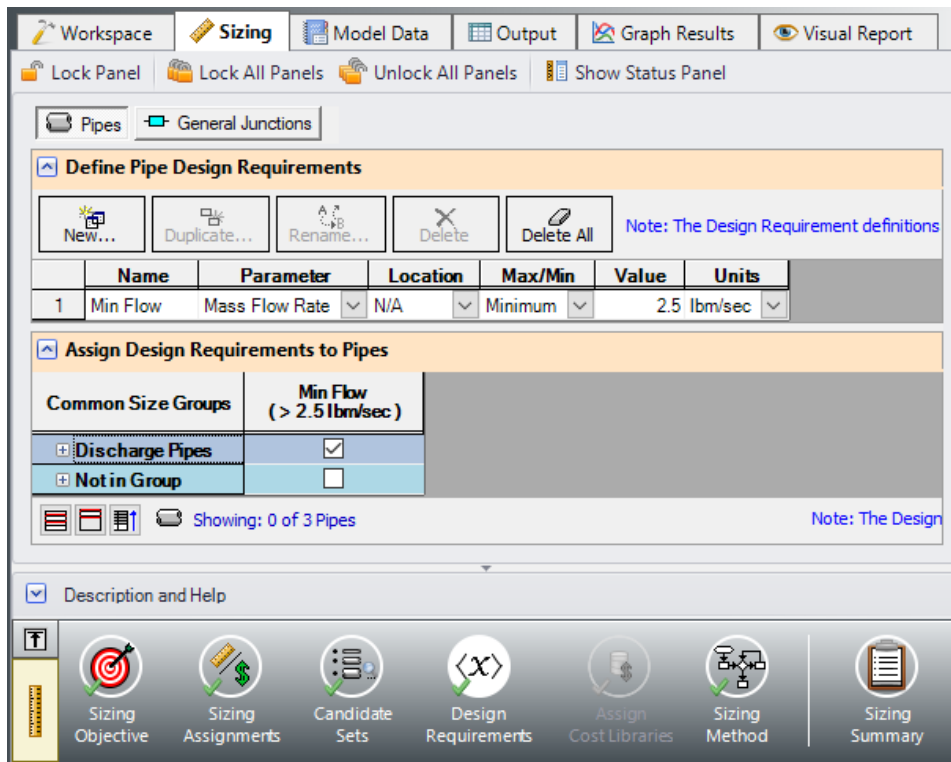 Workspace Sizing Model Data Output Graph Results Visual Report
Lock Panel Lock All Panels Unlock All Panels Show Status Panel
Pipes General Junctions
Define Pipe Design Requirements
New... Duplicate... Rename... Delete Delete All Note: The Design Requirement definitions
Name Parameter Location Max/Min Value Units
1 Min Flow Mass Flow Rate N/A Minimum 2.5 lbm/sec
Assign Design Requirements to Pipes
Common Size Groups Min Flow
( > 2.5 lbm/sec )
Discharge Pipes
Not in Group
Showing: 0 of 3 Pipes Note: The Design
Description and Help
Sizing Sizing Candidate Design Assign Sizing Sizing
Objective Assignments Sets Requirements Cost Libraries Method Summary